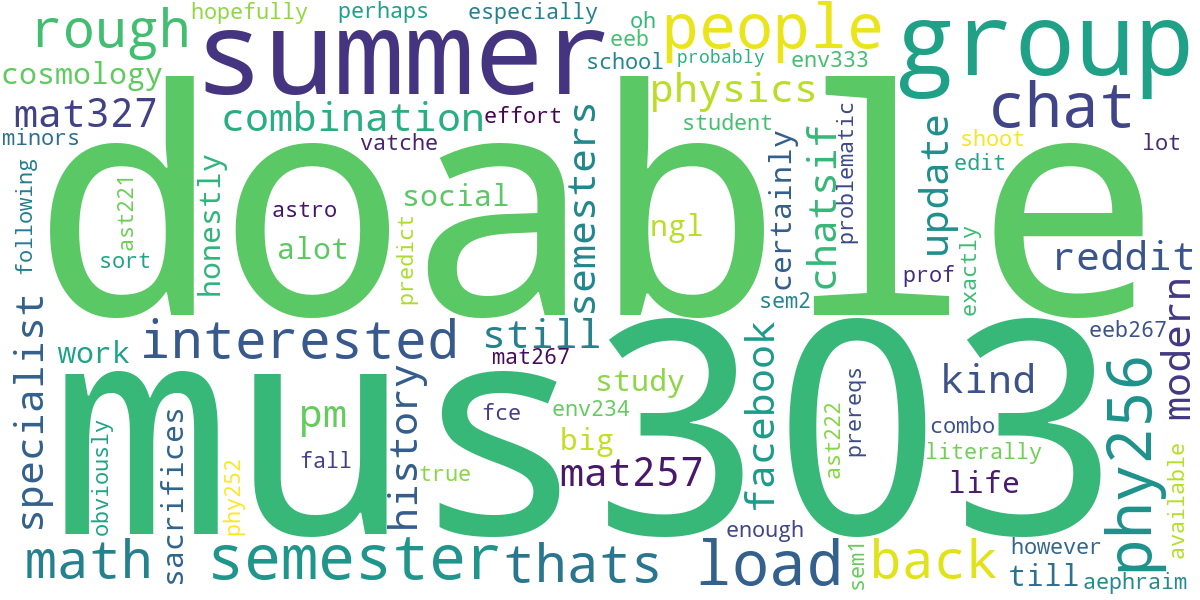 hopefully
perhaps
especially
oh
people
group
rough
summer
eeb
school
probably
env333
cosmology
physics
chat
mat327
combination
effort
semesters
student
certainly
problematic
shoot
lot
minors
vatche
doable
chatsif
update
edit
following
ast221
honestly
astro
social
ngl
reddit
sort
alot
predict
prof
exactly
sem2
modern
specialist
interested
still
mat267
facebook
eeb267
work
history
study
kind
phy256
pm
mus303
fce
env234
big
ast222
prereqs
combo
literally
life
obviously
sacrifices
phy252
fall
true
mat257
available
enough
math
semester
thats
load
sem1
back
however
till
aephraim